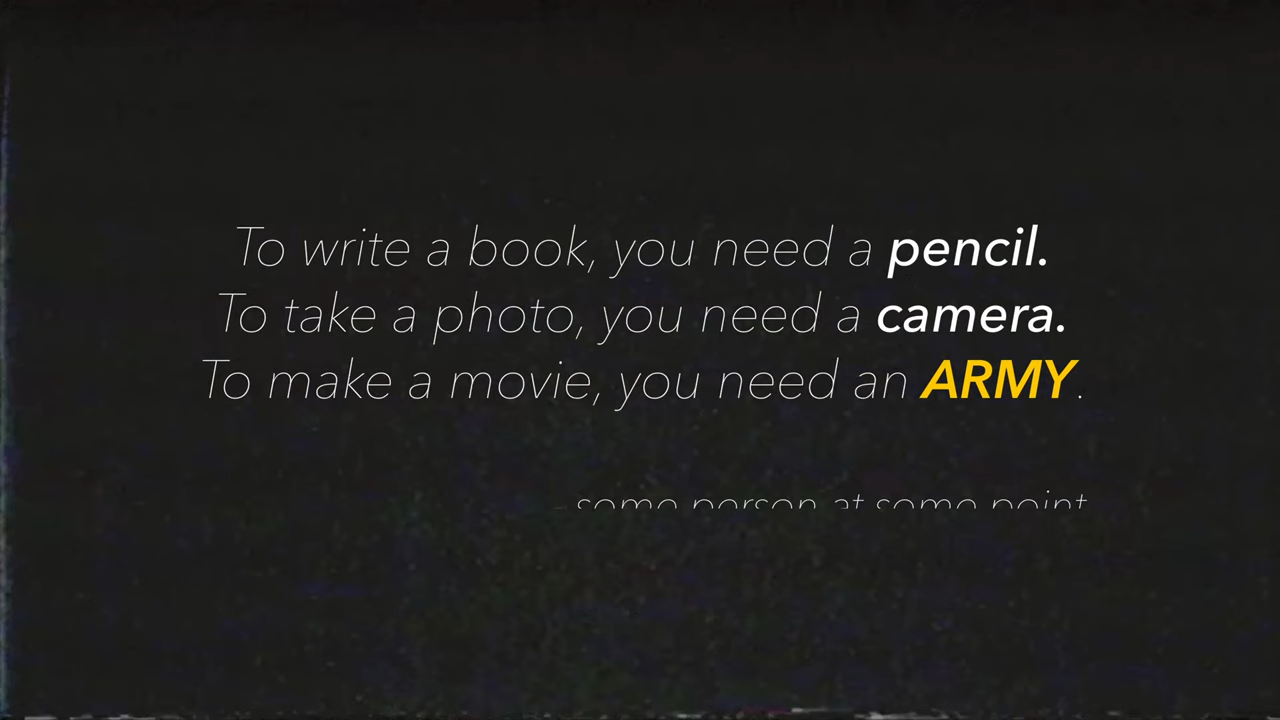 To write a book, you need a pencil.
To take a photo, you need a camera.
To make a movie, you need an ARMY.
- some person at some point